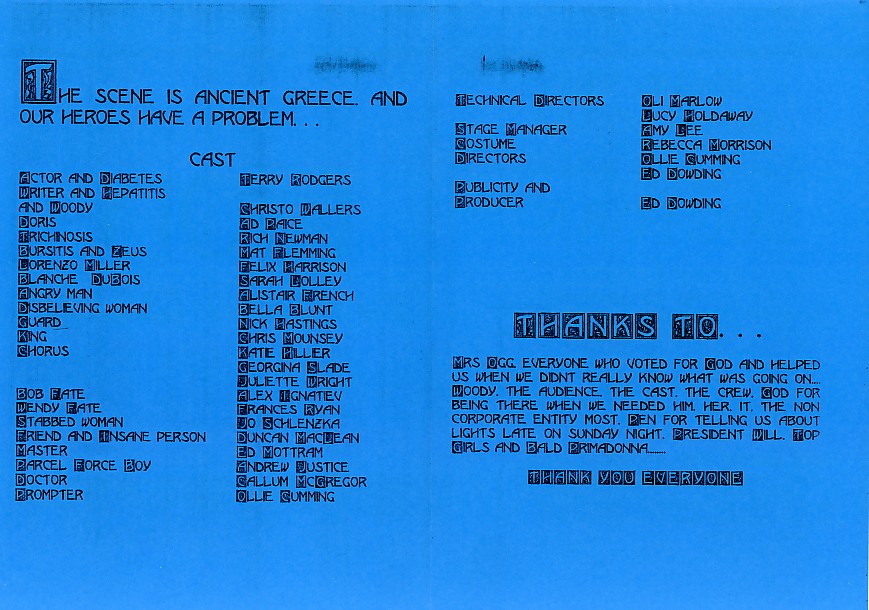 THE SCENE IS ANCIENT GREECE. AND
OUR HEROES HAVE A PROBLEM. . .
CAST
ACTOR AND DIABETES TERRY RODGERS
WRITER AND HEPATITIS
AND WOODY CHRISTO WALLERS
DORIS AD PAICE
TRICHINOSIS RICH NEWMAN
BURSITIS AND ZEUS MAT FLEMMING
LORENZO MILLER FELIX HARRISON
BLANCHE DUBOIS SARAH COLLEY
ANGRY MAN ALISTAIR FRENCH
DISBELIEVING WOMAN BELLA BLUNT
GUARD NICK HASTINGS
KING CHRIS MOUNSEY
CHORUS KATIE HILLIER
GEORGINA SLADE
JULIETTE WRIGHT
BOB FATE ALEX IGNATIEV
WENDY FATE FRANCES RYAN
STABBED WOMAN JO SCHLENZKA
FRIEND AND INSANE PERSON DUNCAN MACLEAN
MASTER ED MOTTRAM
PARCEL FORCE BOY ANDREW JUSTICE
DOCTOR CALLUM MCGREGOR
PROMPTER OLLIE CUMMING
TECHNICAL DIRECTORS OLI MARLOW
LUCY HOLDAWAY
STAGE MANAGER AMY LEE
COSTUME REBECCA MORRISON
DIRECTORS OLLIE CUMMING
ED DOWDING
PUBLICITY AND
PRODUCER ED DOWDING
THANKS TO. . .
MRS OGG. EVERYONE WHO VOTED FOR GOD AND HELPED
US WHEN WE DIDNT REALLY KNOW WHAT WAS GOING ON....
WOODY. THE AUDIENCE. THE CAST. THE CREW. GOD FOR
BEING THERE WHEN WE NEEDED HIM. HER. IT. THE NON
CORPORATE ENTITY MOST. BEN FOR TELLING US ABOUT
LIGHTS LATE ON SUNDAY NIGHT. PRESIDENT WILL. TOP
GIRLS AND BALD PRIMADONNA........
THANK YOU EVERYONE